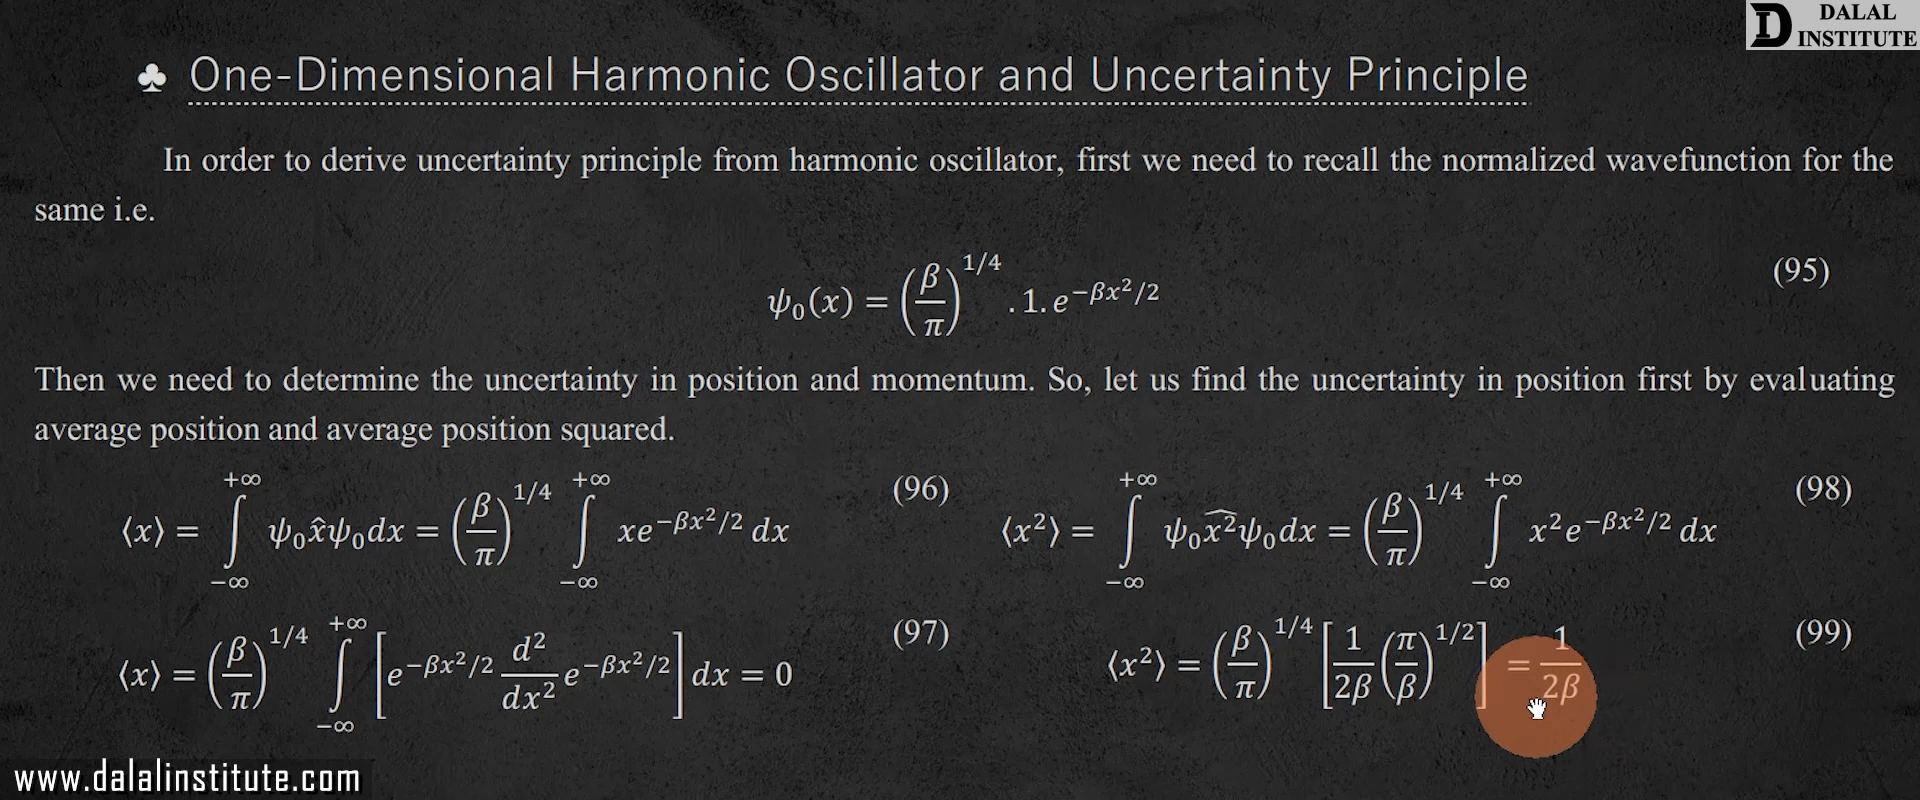 DALAL
INSTITUTE
♣ One-Dimensional Harmonic Oscillator and Uncertainty Principle
In order to derive uncertainty principle from harmonic oscillator, first we need to recall the normalized wavefunction for the
same i.e.
ψ₀(x) = (β/π)^{1/4} . 1. e^{−βx²/2} (95)
Then we need to determine the uncertainty in position and momentum. So, let us find the uncertainty in position first by evaluating
average position and average position squared.
⟨x⟩ = ∫_{−∞}^{+∞} ψ₀x̂ψ₀dx = (β/π)^{1/4} ∫_{−∞}^{+∞} xe^{−βx²/2} dx (96)
⟨x²⟩ = ∫_{−∞}^{+∞} ψ₀\widehat{x²}ψ₀dx = (β/π)^{1/4} ∫_{−∞}^{+∞} x²e^{−βx²/2} dx (98)
⟨x⟩ = (β/π)^{1/4} ∫_{−∞}^{+∞} [e^{−βx²/2} d²/dx² e^{−βx²/2}] dx = 0 (97)
⟨x²⟩ = (β/π)^{1/4} [1/2β (π/β)^{1/2}] = 1/2β (99)
www.dalalinstitute.com